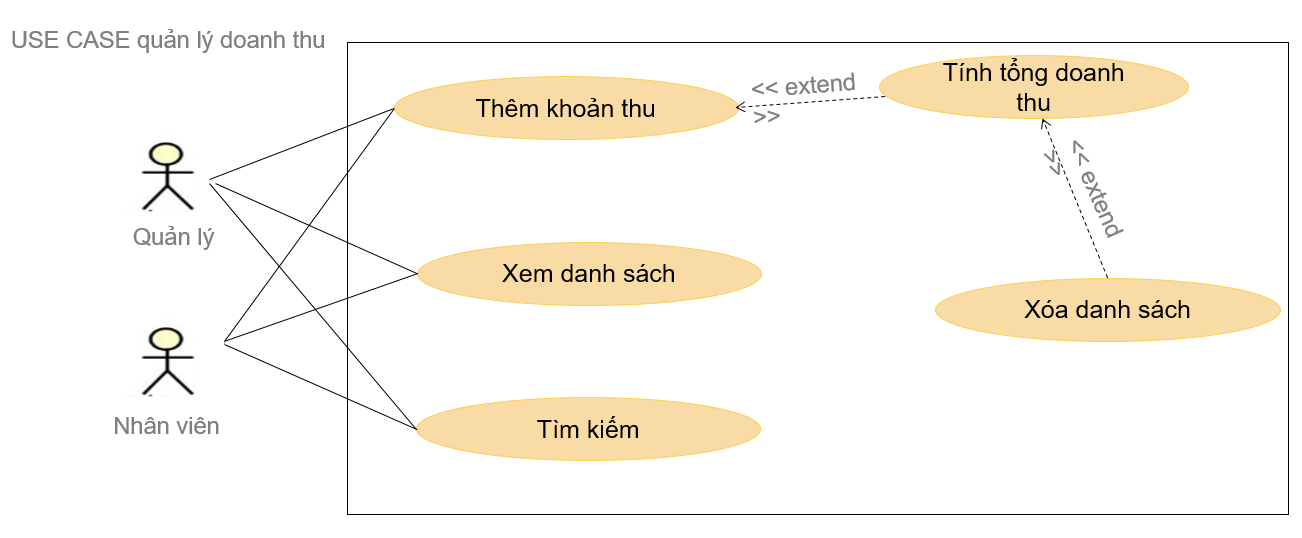 USE CASE quản lý doanh thu
Thêm khoản thu
<< extend
>>
Tính tổng doanh
thu
<< extend
>>
Quản lý
Xem danh sách
Xóa danh sách
Nhân viên
Tìm kiếm